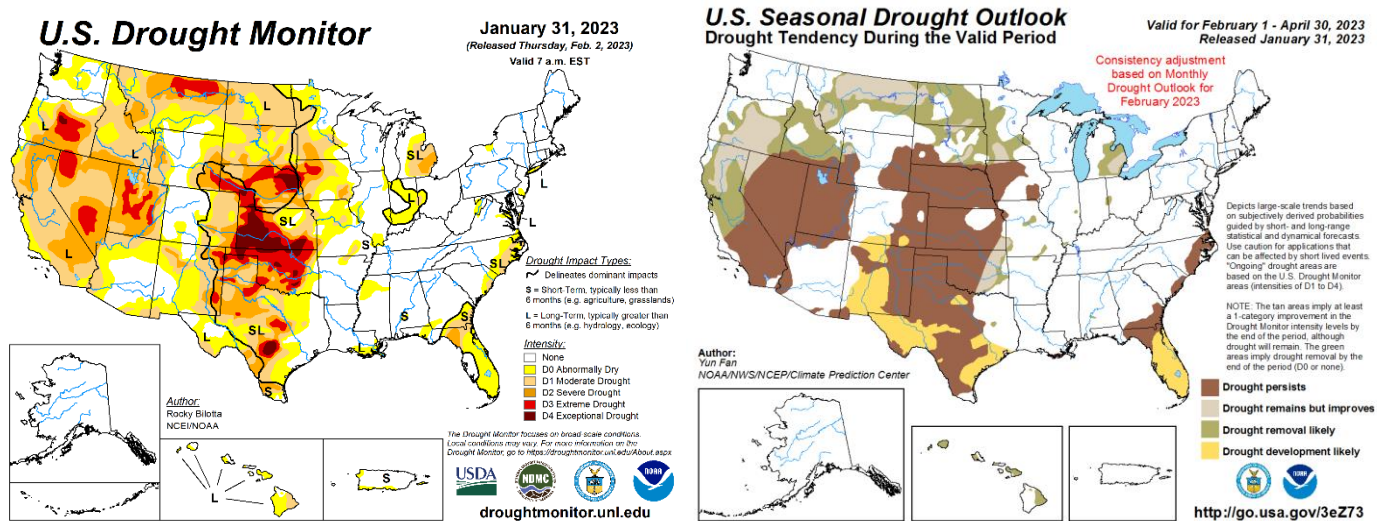 U.S. Drought Monitor
January 31, 2023
(Released Thursday, Feb. 2, 2023)
Valid 7 a.m. EST
L
L
L
L
L
SL
SL
S
SL
SL
L
L
L
S
S
L
S
Drought Impact Types:
Delineates dominant impacts
S = Short-Term, typically less than
6 months (e.g. agriculture, grasslands)
L = Long-Term, typically greater than
6 months (e.g. hydrology, ecology)
Intensity:
None
D0 Abnormally Dry
D1 Moderate Drought
D2 Severe Drought
D3 Extreme Drought
D4 Exceptional Drought
Author:
Rocky Bilotta
NCEI/NOAA
L
S
The Drought Monitor focuses on broad-scale conditions.
Local conditions may vary. For more information on the
Drought Monitor, go to https://droughtmonitor.unl.edu/About.aspx
USDA
NDMC
NOAA
droughtmonitor.unl.edu
U.S. Seasonal Drought Outlook
Drought Tendency During the Valid Period
Valid for February 1 - April 30, 2023
Released January 31, 2023
Consistency adjustment
based on Monthly
Drought Outlook for
February 2023
Depicts large-scale trends based
on subjectively derived probabilities
guided by short- and long-range
statistical and dynamical forecasts.
Use caution for applications that
can be affected by short lived events.
"Ongoing" drought areas are
based on the U.S. Drought Monitor
areas (intensities of D1 to D4).
NOTE: The tan areas imply at least
a 1-category improvement in the
Drought Monitor intensity levels by
the end of the period, although
drought will remain. The green
areas imply drought removal by the
end of the period (D0 or none).
Author:
Yun Fan
NOAA/NWS/NCEP/Climate Prediction Center
Drought persists
Drought remains but improves
Drought removal likely
Drought development likely
NOAA
http://go.usa.gov/3eZ73